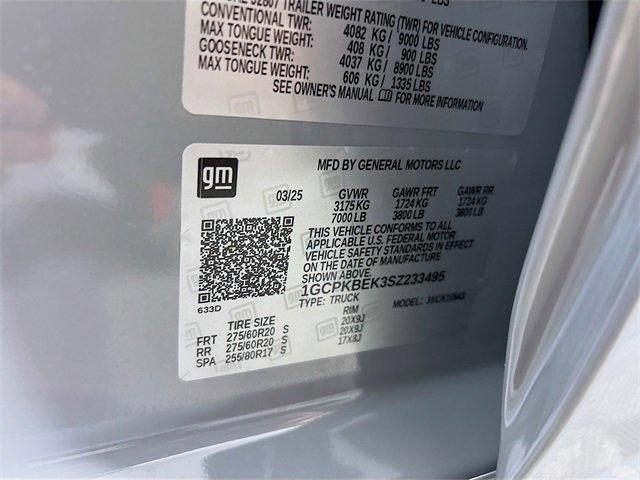 TRAILER WEIGHT RATING (TWR) FOR VEHICLE CONFIGURATION.
CONVENTIONAL TWR: 4082 KG / 9000 LBS
MAX TONGUE WEIGHT: 408 KG / 900 LBS
GOOSENECK TWR: 4037 KG / 8900 LBS
MAX TONGUE WEIGHT: 606 KG / 1335 LBS
SEE OWNER'S MANUAL FOR MORE INFORMATION
gm
MFD BY GENERAL MOTORS LLC
03/25 GVWR GAWR FRT GAWR RR
3175 KG 1724 KG 1724 KG
7000 LB 3800 LB 3800 LB
THIS VEHICLE CONFORMS TO ALL
APPLICABLE U.S. FEDERAL MOTOR
VEHICLE SAFETY STANDARDS IN EFFECT
ON THE DATE OF MANUFACTURE
SHOWN ABOVE.
1GCPKBEK3SZ233495
633D
TYPE: TRUCK MODEL:
TIRE SIZE RIM
FRT 275/60R20 S 20X9J
RR 275/60R20 S 20X9J
SPA 255/80R17 S 17X8J